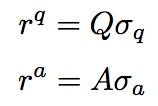 r^q = Qσ_q
r^a = Aσ_a